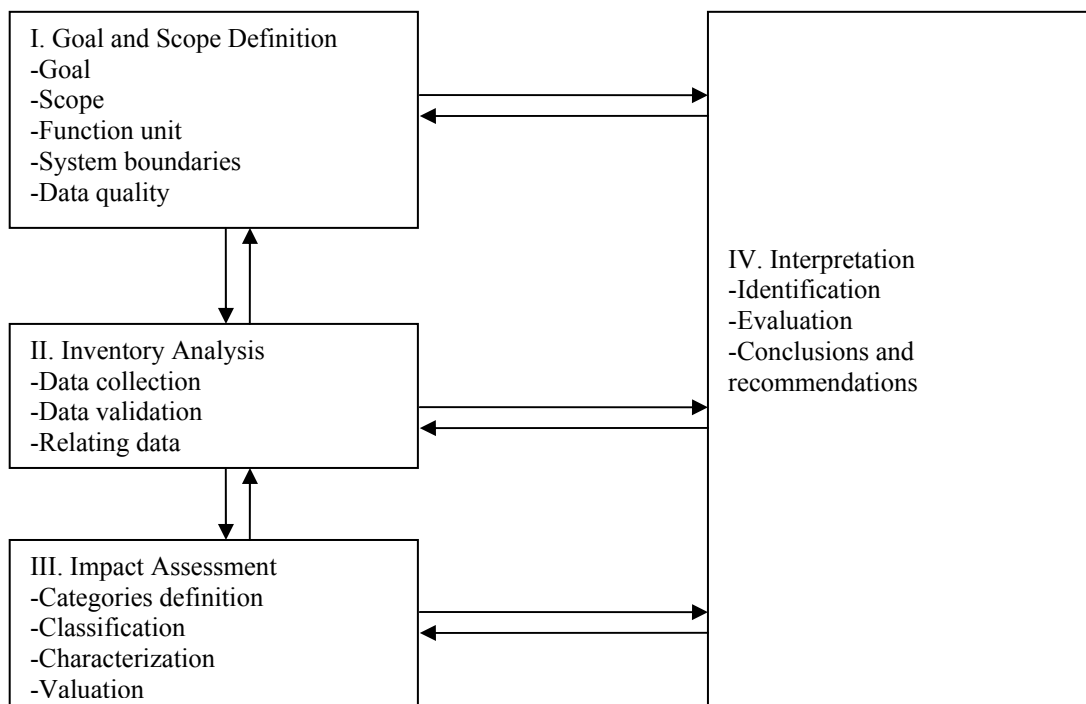 I. Goal and Scope Definition
-Goal
-Scope
-Function unit
-System boundaries
-Data quality
II. Inventory Analysis
-Data collection
-Data validation
-Relating data
III. Impact Assessment
-Categories definition
-Classification
-Characterization
-Valuation
IV. Interpretation
-Identification
-Evaluation
-Conclusions and
recommendations